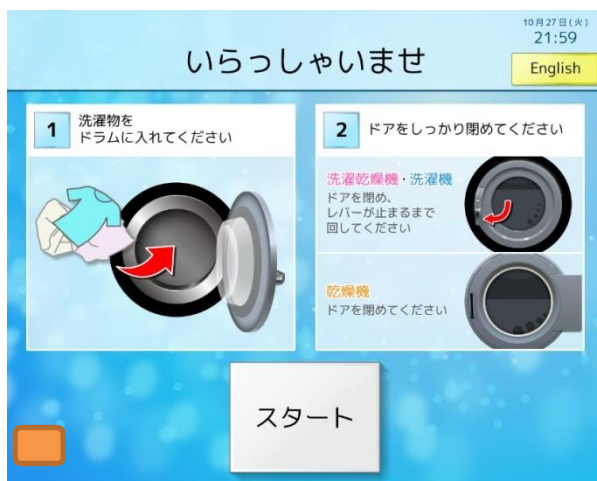 10月27日(火)
21:59
いらっしゃいませ
English
1
洗濯物を
ドラムに入れてください
2
ドアをしっかり閉めてください
洗濯乾燥機・洗濯機
ドアを閉め、
レバーが止まるまで
回してください
乾燥機
ドアを閉めてください
スタート